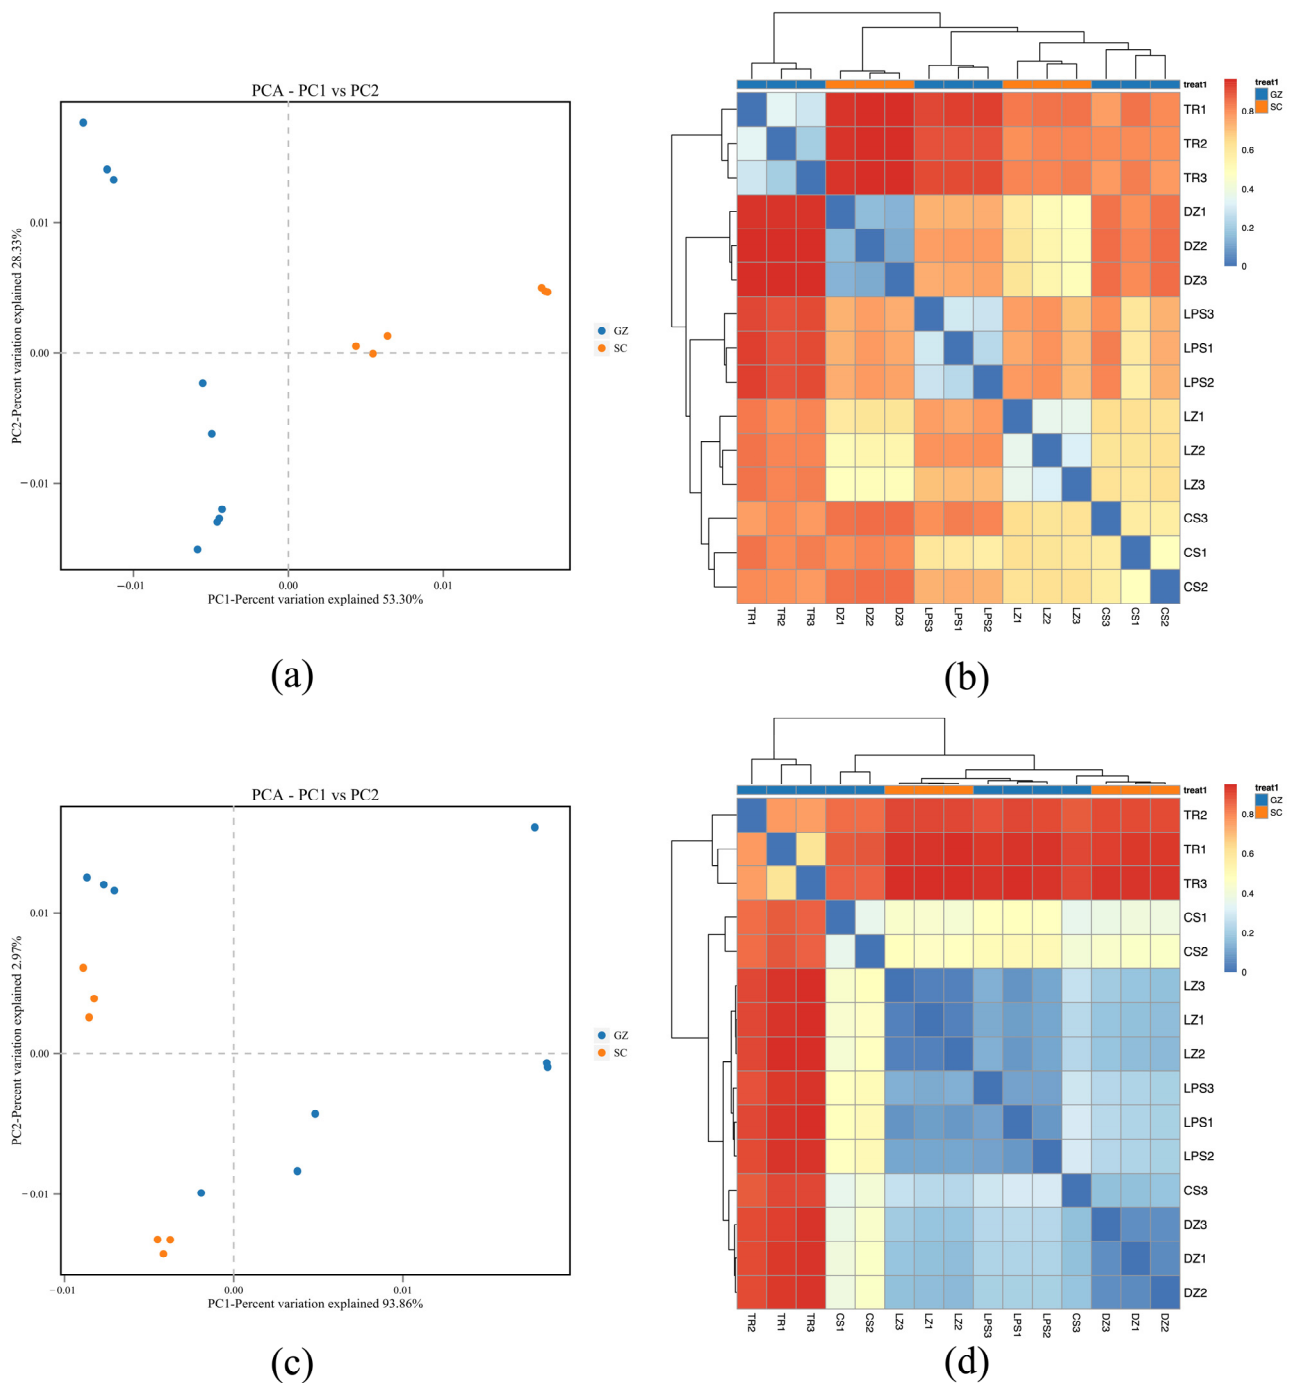 PCA - PC1 vs PC2
PC2-Percent variation explained 28.33%
0.01
0.00
−0.01
−0.01
0.00
0.01
PC1-Percent variation explained 53.30%
GZ
SC
(a)
treat1
TR1
TR2
TR3
DZ1
DZ2
DZ3
LPS3
LPS1
LPS2
LZ1
LZ2
LZ3
CS3
CS1
CS2
TR1
TR2
TR3
DZ1
DZ2
DZ3
LPS3
LPS1
LPS2
LZ1
LZ2
LZ3
CS3
CS1
CS2
0.8
0.6
0.4
0.2
0
treat1
GZ
SC
(b)
PCA - PC1 vs PC2
PC2-Percent variation explained 2.97%
0.01
0.00
−0.01
−0.01
0.00
0.01
PC1-Percent variation explained 93.86%
GZ
SC
(c)
treat1
TR2
TR1
TR3
CS1
CS2
LZ3
LZ1
LZ2
LPS3
LPS1
LPS2
CS3
DZ3
DZ1
DZ2
TR2
TR1
TR3
CS1
CS2
LZ3
LZ1
LZ2
LPS3
LPS1
LPS2
CS3
DZ3
DZ1
DZ2
0.8
0.6
0.4
0.2
0
treat1
GZ
SC
(d)